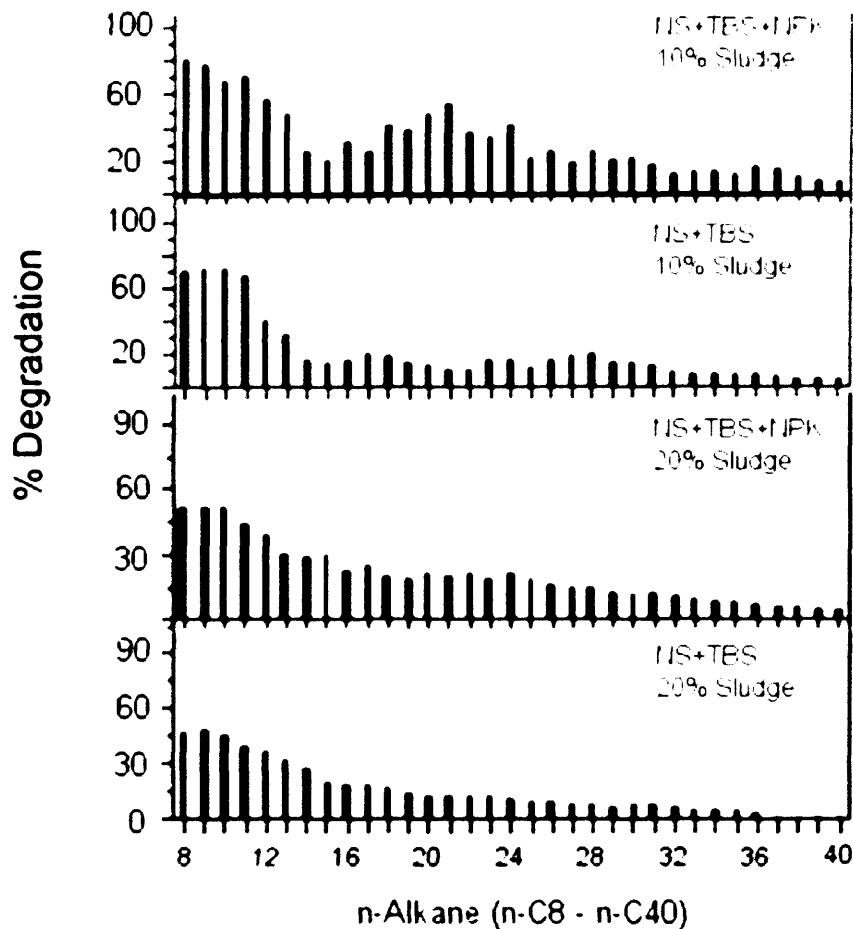 % Degradation
100
60
20
NS+TBS+NPK
10% Sludge
100
60
20
NS+TBS
10% Sludge
90
60
30
NS+TBS+NPK
20% Sludge
90
60
30
0
NS+TBS
20% Sludge
8 12 16 20 24 28 32 36 40
n-Alkane (n-C8 - n-C40)